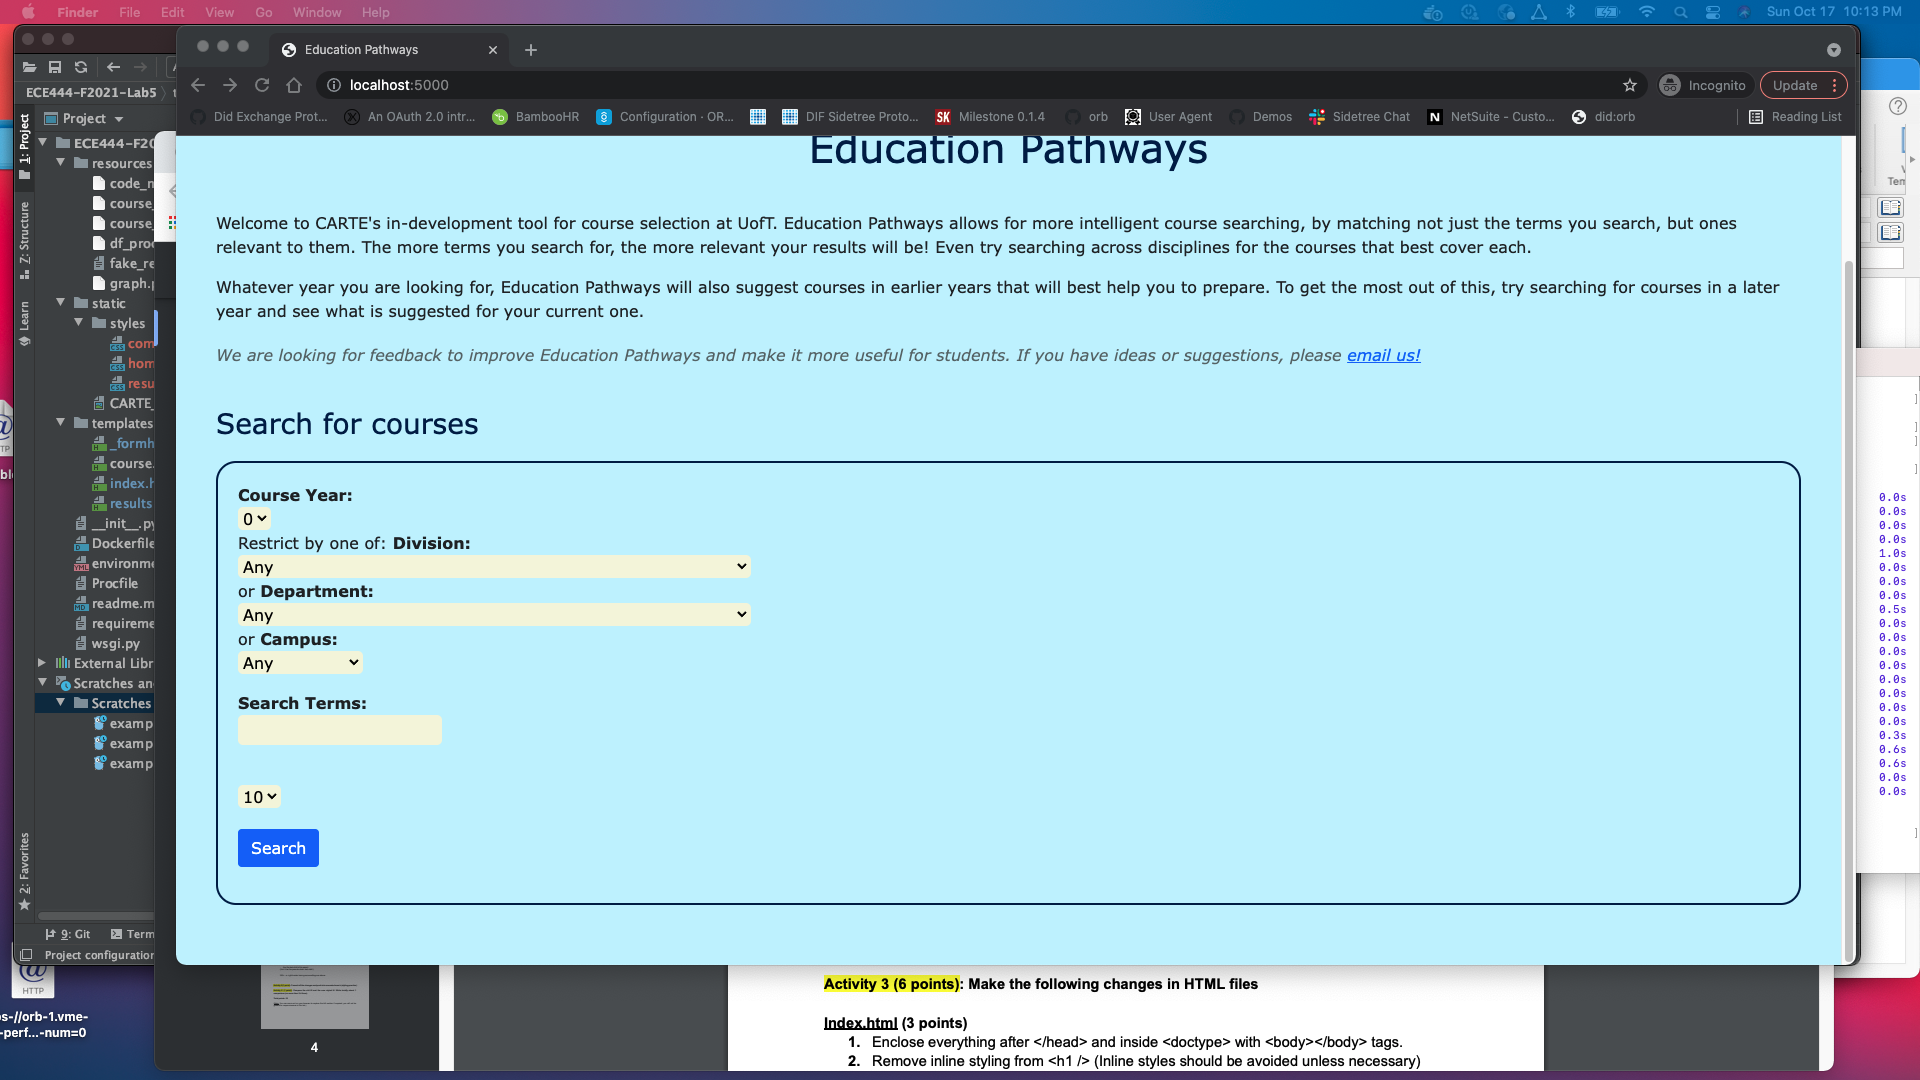 Finder File Edit View Go Window Help Sun Oct 17 10:13 PM
Education Pathways
localhost:5000 Incognito Update
ECE444-F2021-Lab5
Did Exchange Prot... An OAuth 2.0 intr... BambooHR Configuration - OR... DIF Sidetree Proto... SK Milestone 0.1.4 orb User Agent Demos Sidetree Chat N NetSuite - Custo... did:orb Reading List
1: Project
Z: Structure
Learn
2: Favorites
Project
ECE444-F20
resources
code_n
course_
course_
df_proc
fake_re
graph.p
static
styles
com
hom
resu
CARTE_
templates
_formh
course.
index.h
results
__init__.py
Dockerfile
environme
Procfile
readme.m
requireme
wsgi.py
External Libr
Scratches an
Scratches
examp
examp
examp
9: Git Term
Project configuration
Education Pathways
Welcome to CARTE's in-development tool for course selection at UofT. Education Pathways allows for more intelligent course searching, by matching not just the terms you search, but ones
relevant to them. The more terms you search for, the more relevant your results will be! Even try searching across disciplines for the courses that best cover each.
Whatever year you are looking for, Education Pathways will also suggest courses in earlier years that will best help you to prepare. To get the most out of this, try searching for courses in a later
year and see what is suggested for your current one.
We are looking for feedback to improve Education Pathways and make it more useful for students. If you have ideas or suggestions, please email us!
Search for courses
Course Year:
0
Restrict by one of: Division:
Any
or Department:
Any
or Campus:
Any
Search Terms:
10
Search
Tem
0.0s
0.0s
0.0s
0.0s
1.0s
0.0s
0.0s
0.0s
0.5s
0.0s
0.0s
0.0s
0.0s
0.0s
0.0s
0.0s
0.0s
0.3s
0.6s
0.6s
0.0s
0.0s
HTTP
s-//orb-1.vme-
-perf...-num=0
4
Activity 3 (6 points): Make the following changes in HTML files
Index.html (3 points)
1. Enclose everything after </head> and inside <doctype> with <body></body> tags.
2. Remove inline styling from <h1 /> (Inline styles should be avoided unless necessary)